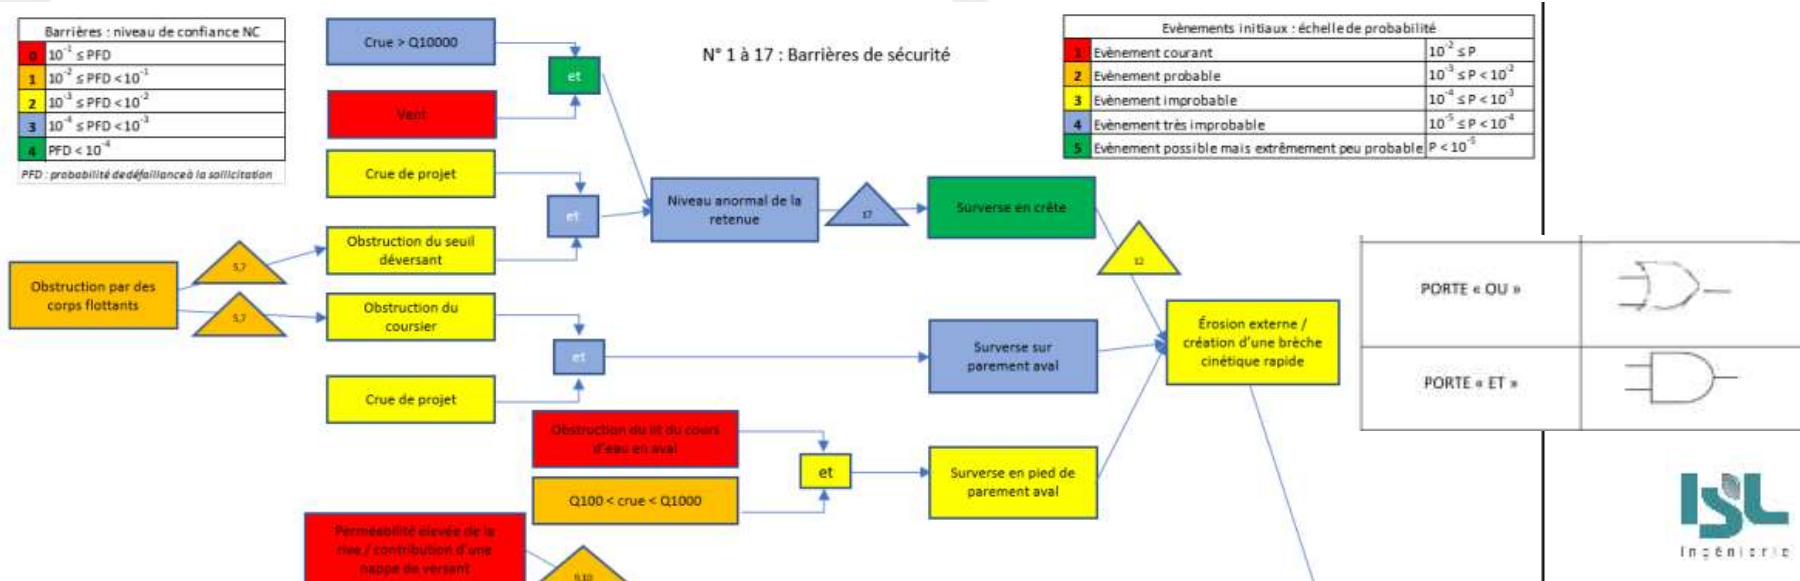 Barrières : niveau de confiance NC
0 10⁻¹ ≤ PFD
1 10⁻² ≤ PFD < 10⁻¹
2 10⁻³ ≤ PFD < 10⁻²
3 10⁻⁴ ≤ PFD < 10⁻³
4 PFD < 10⁻⁴
PFD : probabilité de défaillance à la sollicitation
Crue > Q10000
et
Vent
N° 1 à 17 : Barrières de sécurité
Evènements initiaux : échelle de probabilité
1 Evènement courant 10⁻² ≤ P
2 Evènement probable 10⁻³ ≤ P < 10⁻²
3 Evènement improbable 10⁻⁴ ≤ P < 10⁻³
4 Evènement très improbable 10⁻⁵ ≤ P < 10⁻⁴
5 Evènement possible mais extrêmement peu probable P < 10⁻⁵
Crue de projet
et
Obstruction du seuil
déversant
Niveau anormal de la
retenue
17
Surverse en crête
12
Obstruction par des
corps flottants
5,7
5,7
Obstruction du
coursier
et
Crue de projet
Surverse sur
parement aval
Érosion externe /
création d'une brèche
cinétique rapide
PORTE « OU »
PORTE « ET »
Obstruction du lit du cours
d'eau en aval
et
Q100 < crue < Q1000
Surverse en pied de
parement aval
Perméabilité élevée de la
rive / contribution d'une
nappe de versant
9,10
ISL
Ingénierie